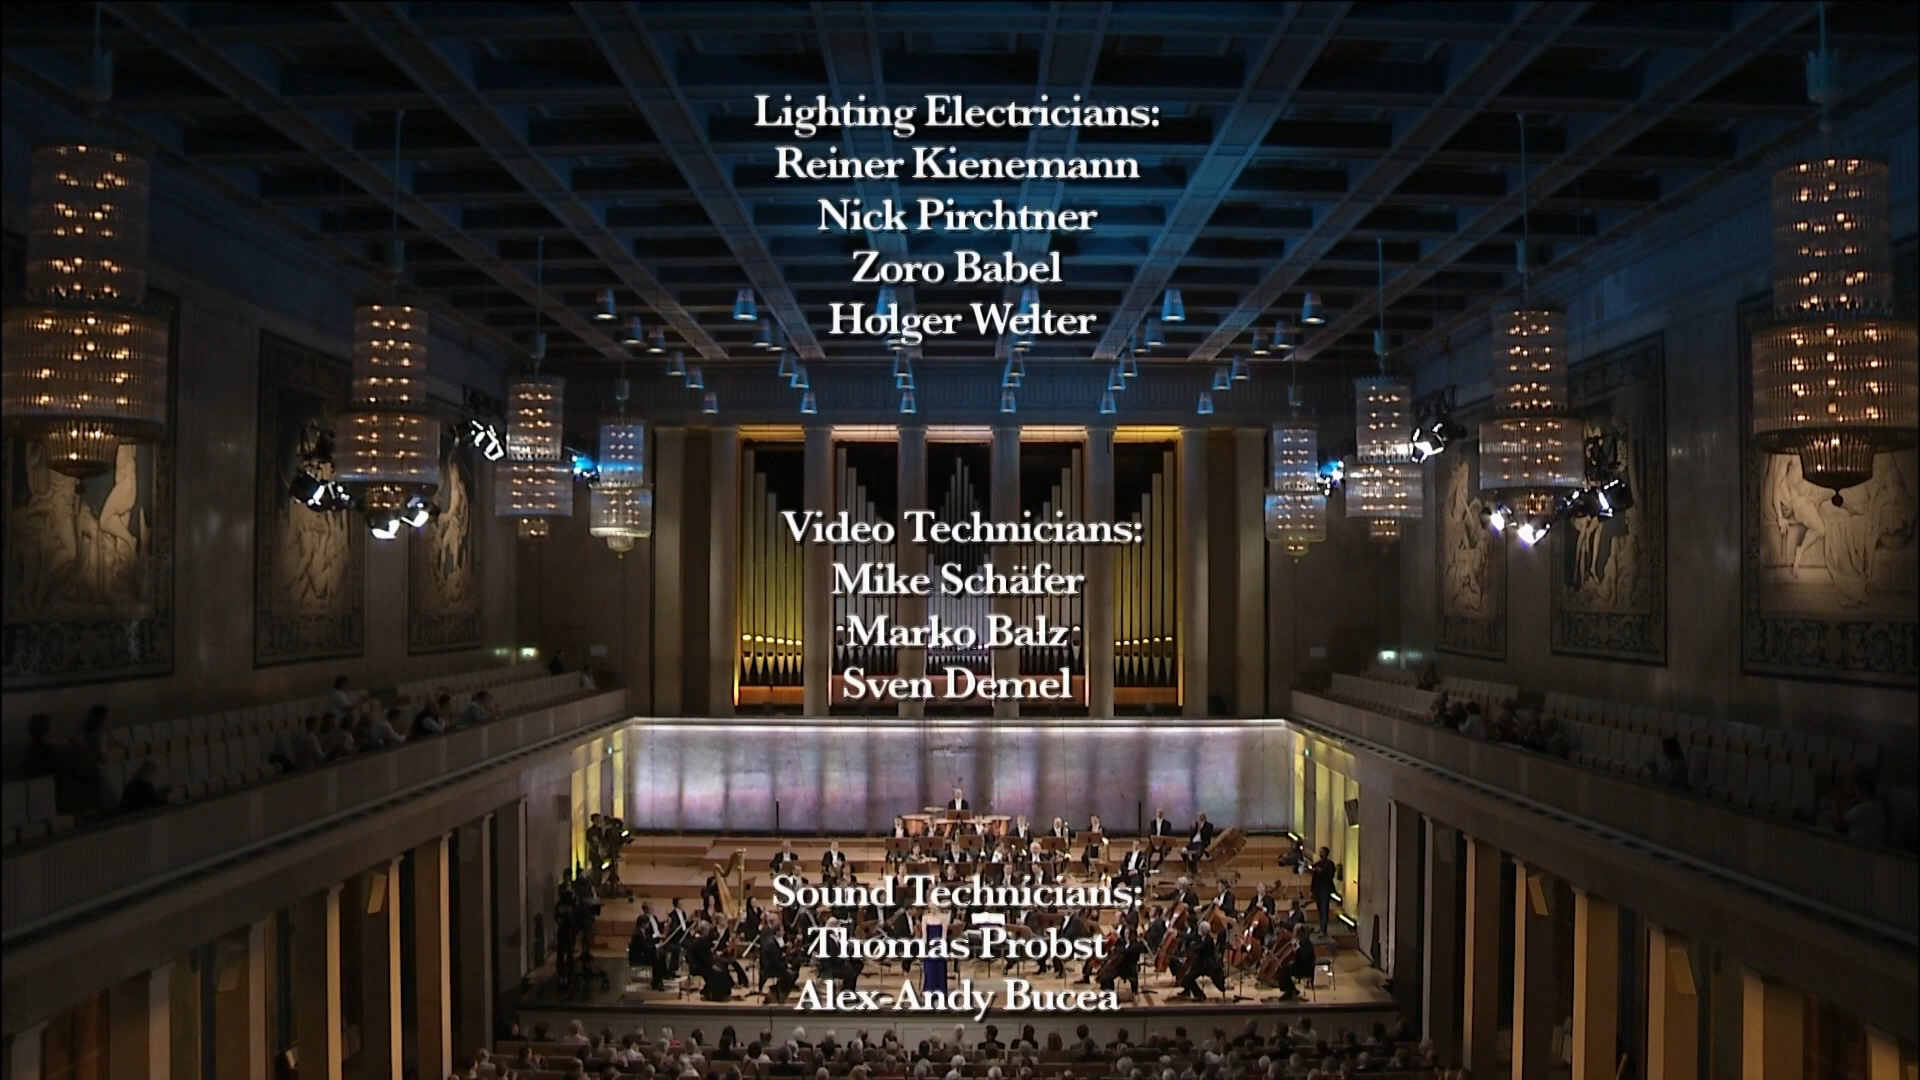 Lighting Electricians:
Reiner Kienemann
Nick Pirchtner
Zoro Babel
Holger Welter
Video Technicians:
Mike Schäfer
Marko Balz
Sven Demel
Sound Technicians:
Thomas Probst
Alex-Andy Bucea